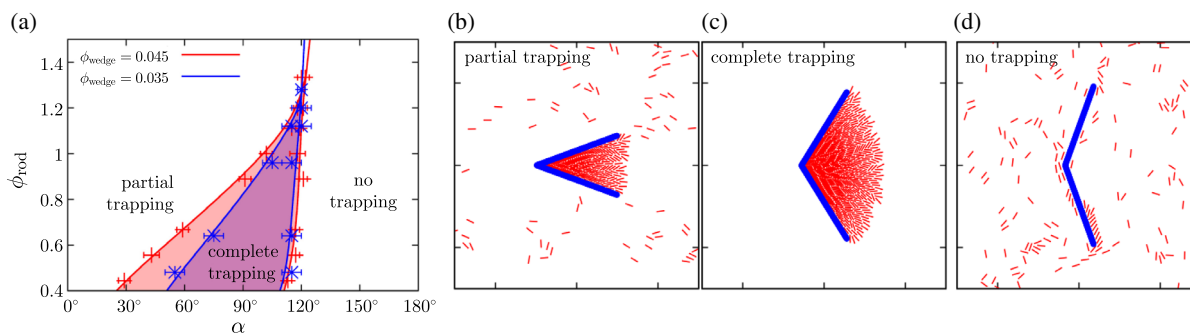 (a)
ϕrod
1.4
1.2
1
0.8
0.6
0.4
ϕwedge = 0.045
ϕwedge = 0.035
partial
trapping
no
trapping
complete
trapping
0° 30 60 90 120 150 180°
α
(b)
partial trapping
(c)
complete trapping
(d)
no trapping